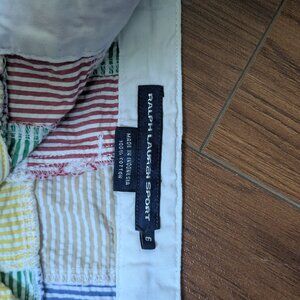 RALPH LAUREN SPORT
6
MADE IN INDONESIA
100% COTTON